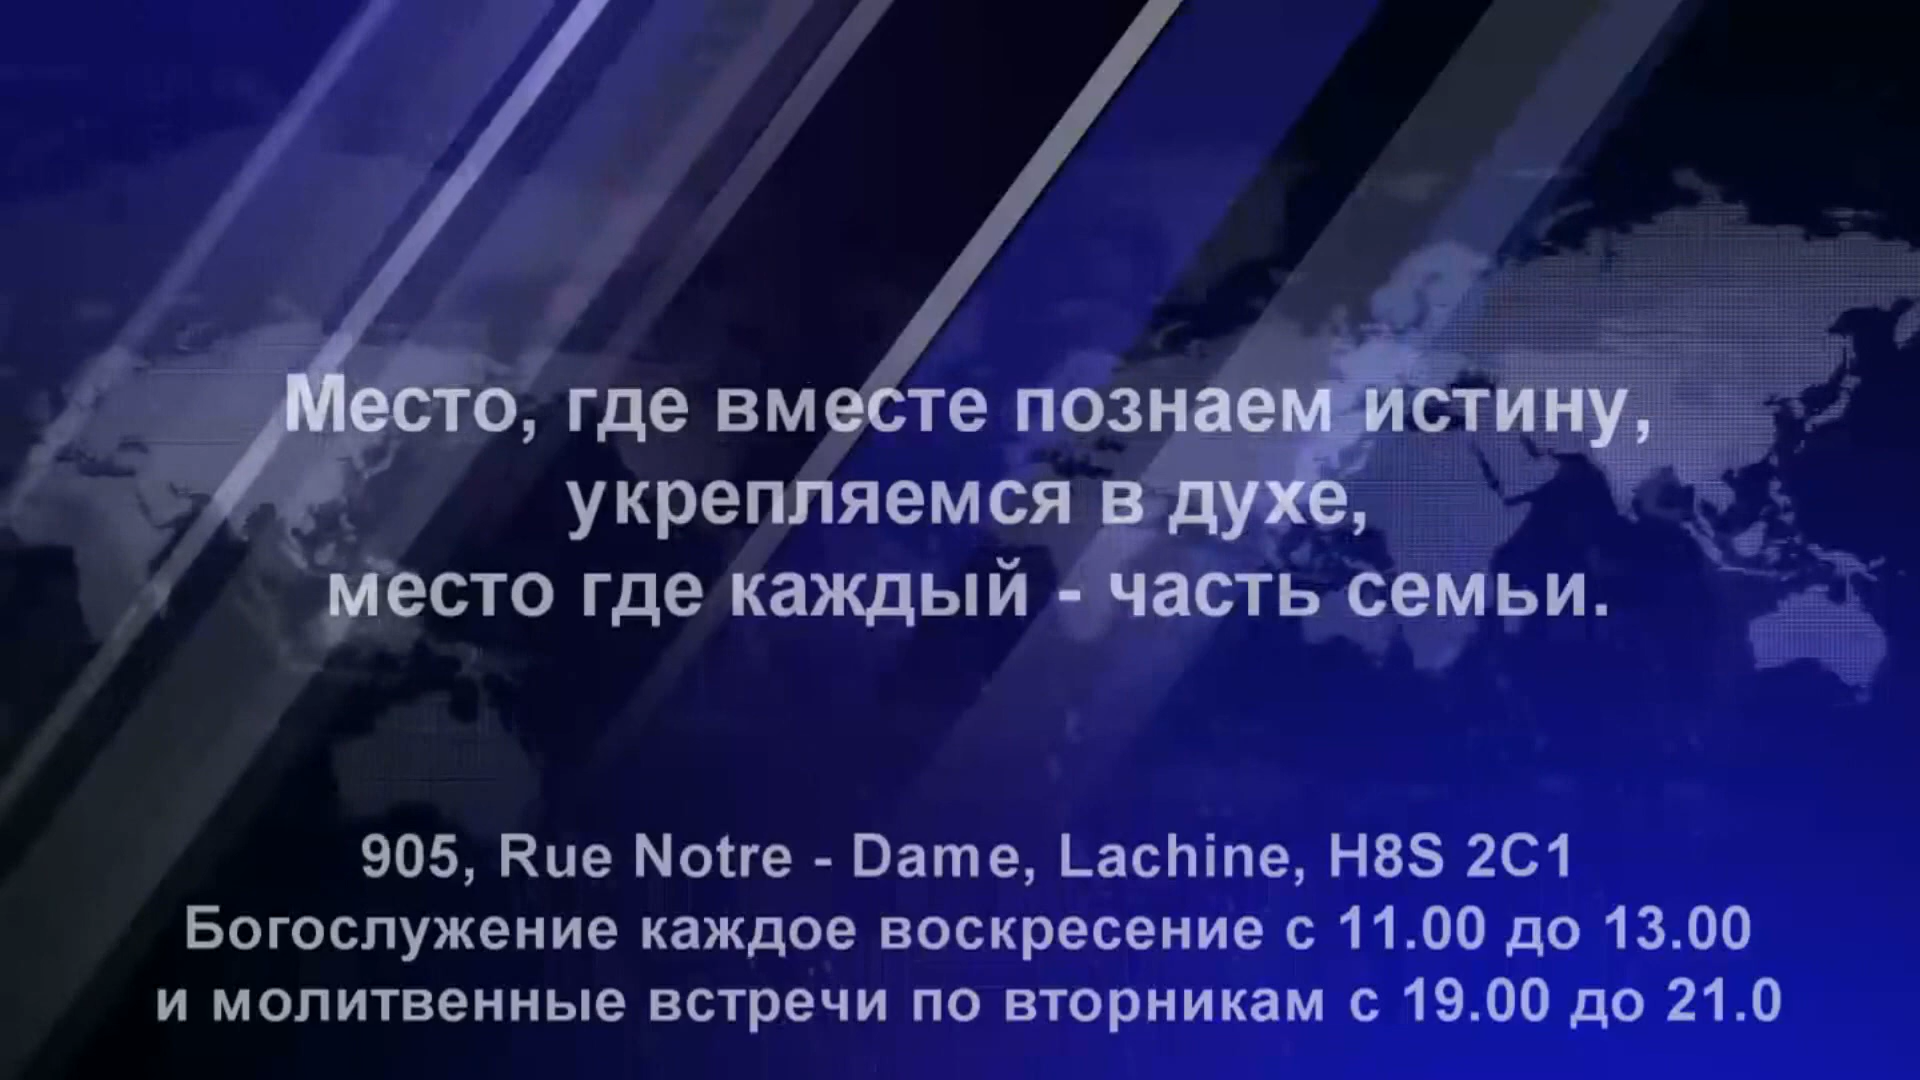 Место, где вместе познаем истину,
укрепляемся в духе,
место где каждый - часть семьи.
905, Rue Notre - Dame, Lachine, H8S 2C1
Богослужение каждое воскресение с 11.00 до 13.00
и молитвенные встречи по вторникам с 19.00 до 21.0